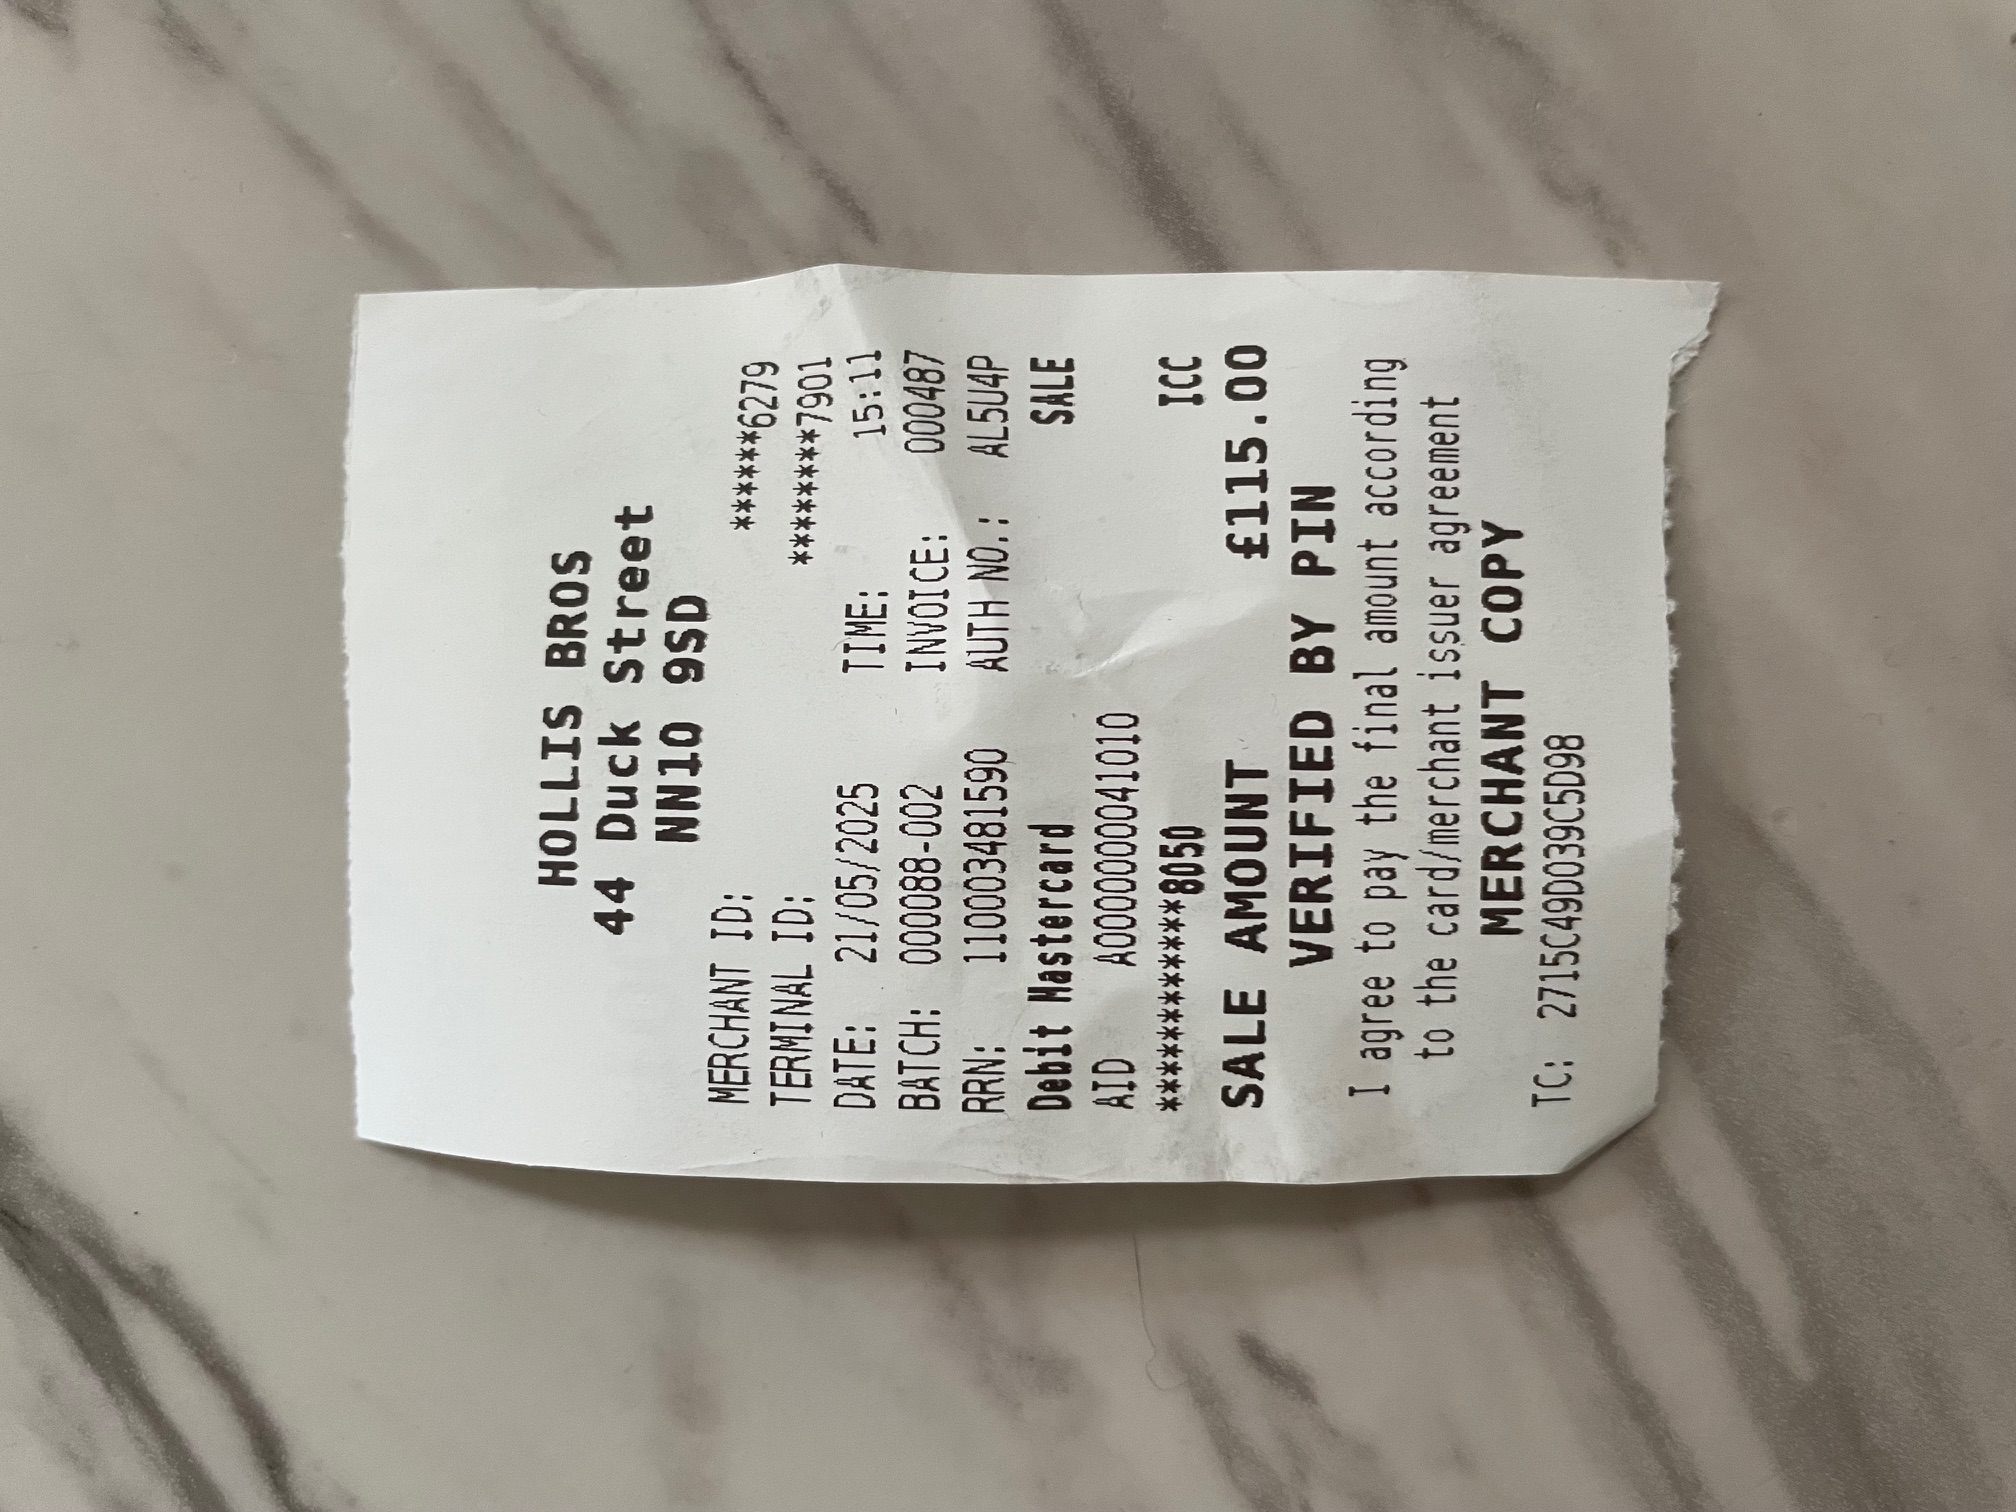 HOLLIS BROS
44 Duck Street
NN10 9SD
MERCHANT ID: ******6279
TERMINAL ID: ********7901
DATE: 21/05/2025 TIME: 15:11
BATCH: 000088-002 INVOICE: 000487
RRN: 110003481590 AUTH NO.: AL5U4P
Debit Mastercard SALE
AID A0000000041010
************8050 ICC
SALE AMOUNT £115.00
VERIFIED BY PIN
I agree to pay the final amount according
to the card/merchant issuer agreement
MERCHANT COPY
TC: 2715C49D039C5D98